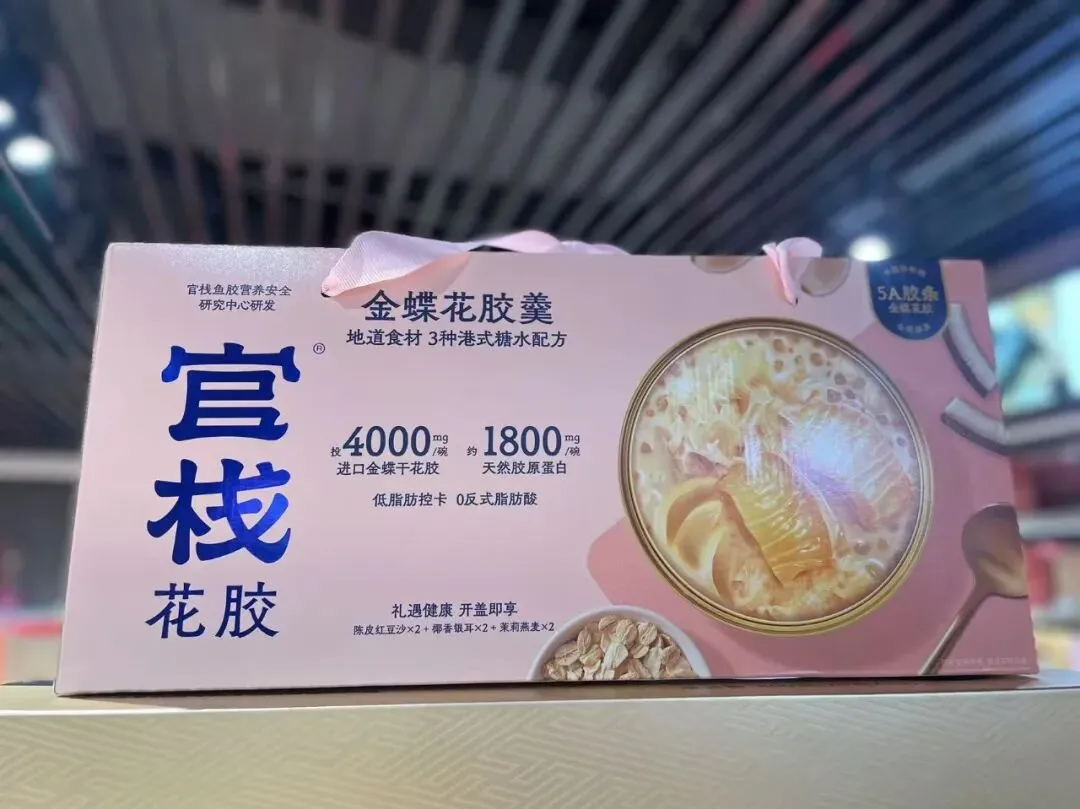 官栈鱼胶营养安全
研究中心研发
官栈®
花胶
金蝶花胶羹
地道食材 3种港式糖水配方
投4000mg/碗
进口金蝶干花胶
约1800mg/碗
天然胶原蛋白
低脂肪控卡 0反式脂肪酸
礼遇健康 开盖即享
陈皮红豆沙×2+椰香银耳×2+茉莉燕麦×2
5A胶条
金蝶花胶